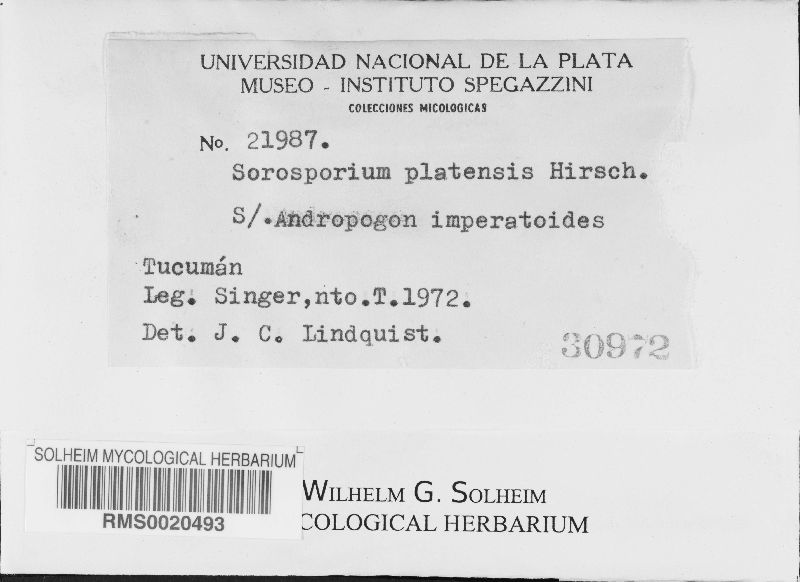 UNIVERSIDAD NACIONAL DE LA PLATA
MUSEO - INSTITUTO SPEGAZZINI
COLECCIONES MICOLOGICAS
No. 21987.
Sorosporium platensis Hirsch.
S/.Andropogon imperatoides
Tucumán
Leg. Singer,nto.T.1972.
Det. J. C. Lindquist.
30972
SOLHEIM MYCOLOGICAL HERBARIUM
RMS0020493
WILHELM G. SOLHEIM
COLOGICAL HERBARIUM